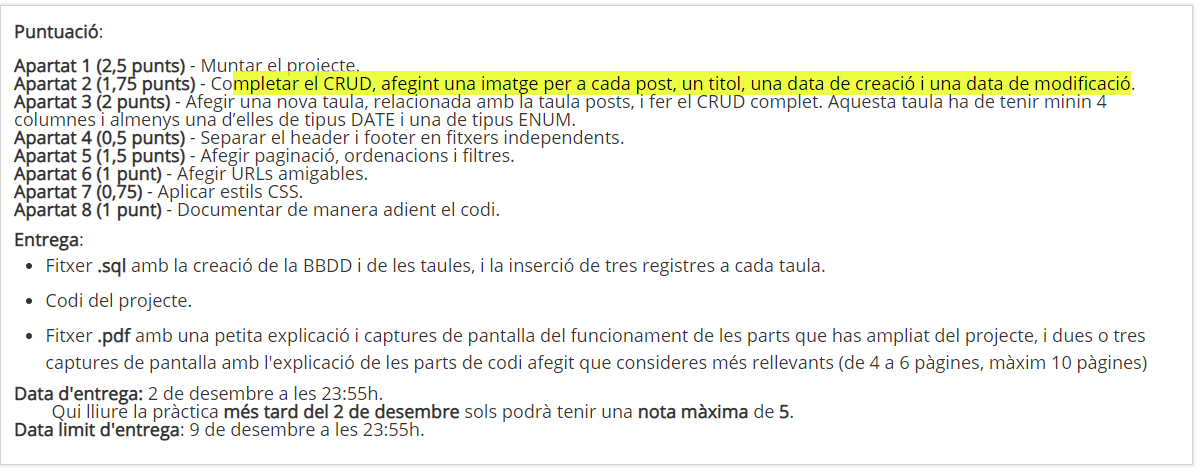 Puntuació:
Apartat 1 (2,5 punts) - Muntar el projecte.
Apartat 2 (1,75 punts) - Completar el CRUD, afegint una imatge per a cada post, un titol, una data de creació i una data de modificació.
Apartat 3 (2 punts) - Afegir una nova taula, relacionada amb la taula posts, i fer el CRUD complet. Aquesta taula ha de tenir minin 4
columnes i almenys una d’elles de tipus DATE i una de tipus ENUM.
Apartat 4 (0,5 punts) - Separar el header i footer en fitxers independents.
Apartat 5 (1,5 punts) - Afegir paginació, ordenacions i filtres.
Apartat 6 (1 punt) - Afegir URLs amigables.
Apartat 7 (0,75) - Aplicar estils CSS.
Apartat 8 (1 punt) - Documentar de manera adient el codi.
Entrega:
• Fitxer .sql amb la creació de la BBDD i de les taules, i la inserció de tres registres a cada taula.
• Codi del projecte.
• Fitxer .pdf amb una petita explicació i captures de pantalla del funcionament de les parts que has ampliat del projecte, i dues o tres
captures de pantalla amb l'explicació de les parts de codi afegit que consideres més rellevants (de 4 a 6 pàgines, màxim 10 pàgines)
Data d'entrega: 2 de desembre a les 23:55h.
Qui lliure la pràctica més tard del 2 de desembre sols podrà tenir una nota màxima de 5.
Data limit d'entrega: 9 de desembre a les 23:55h.